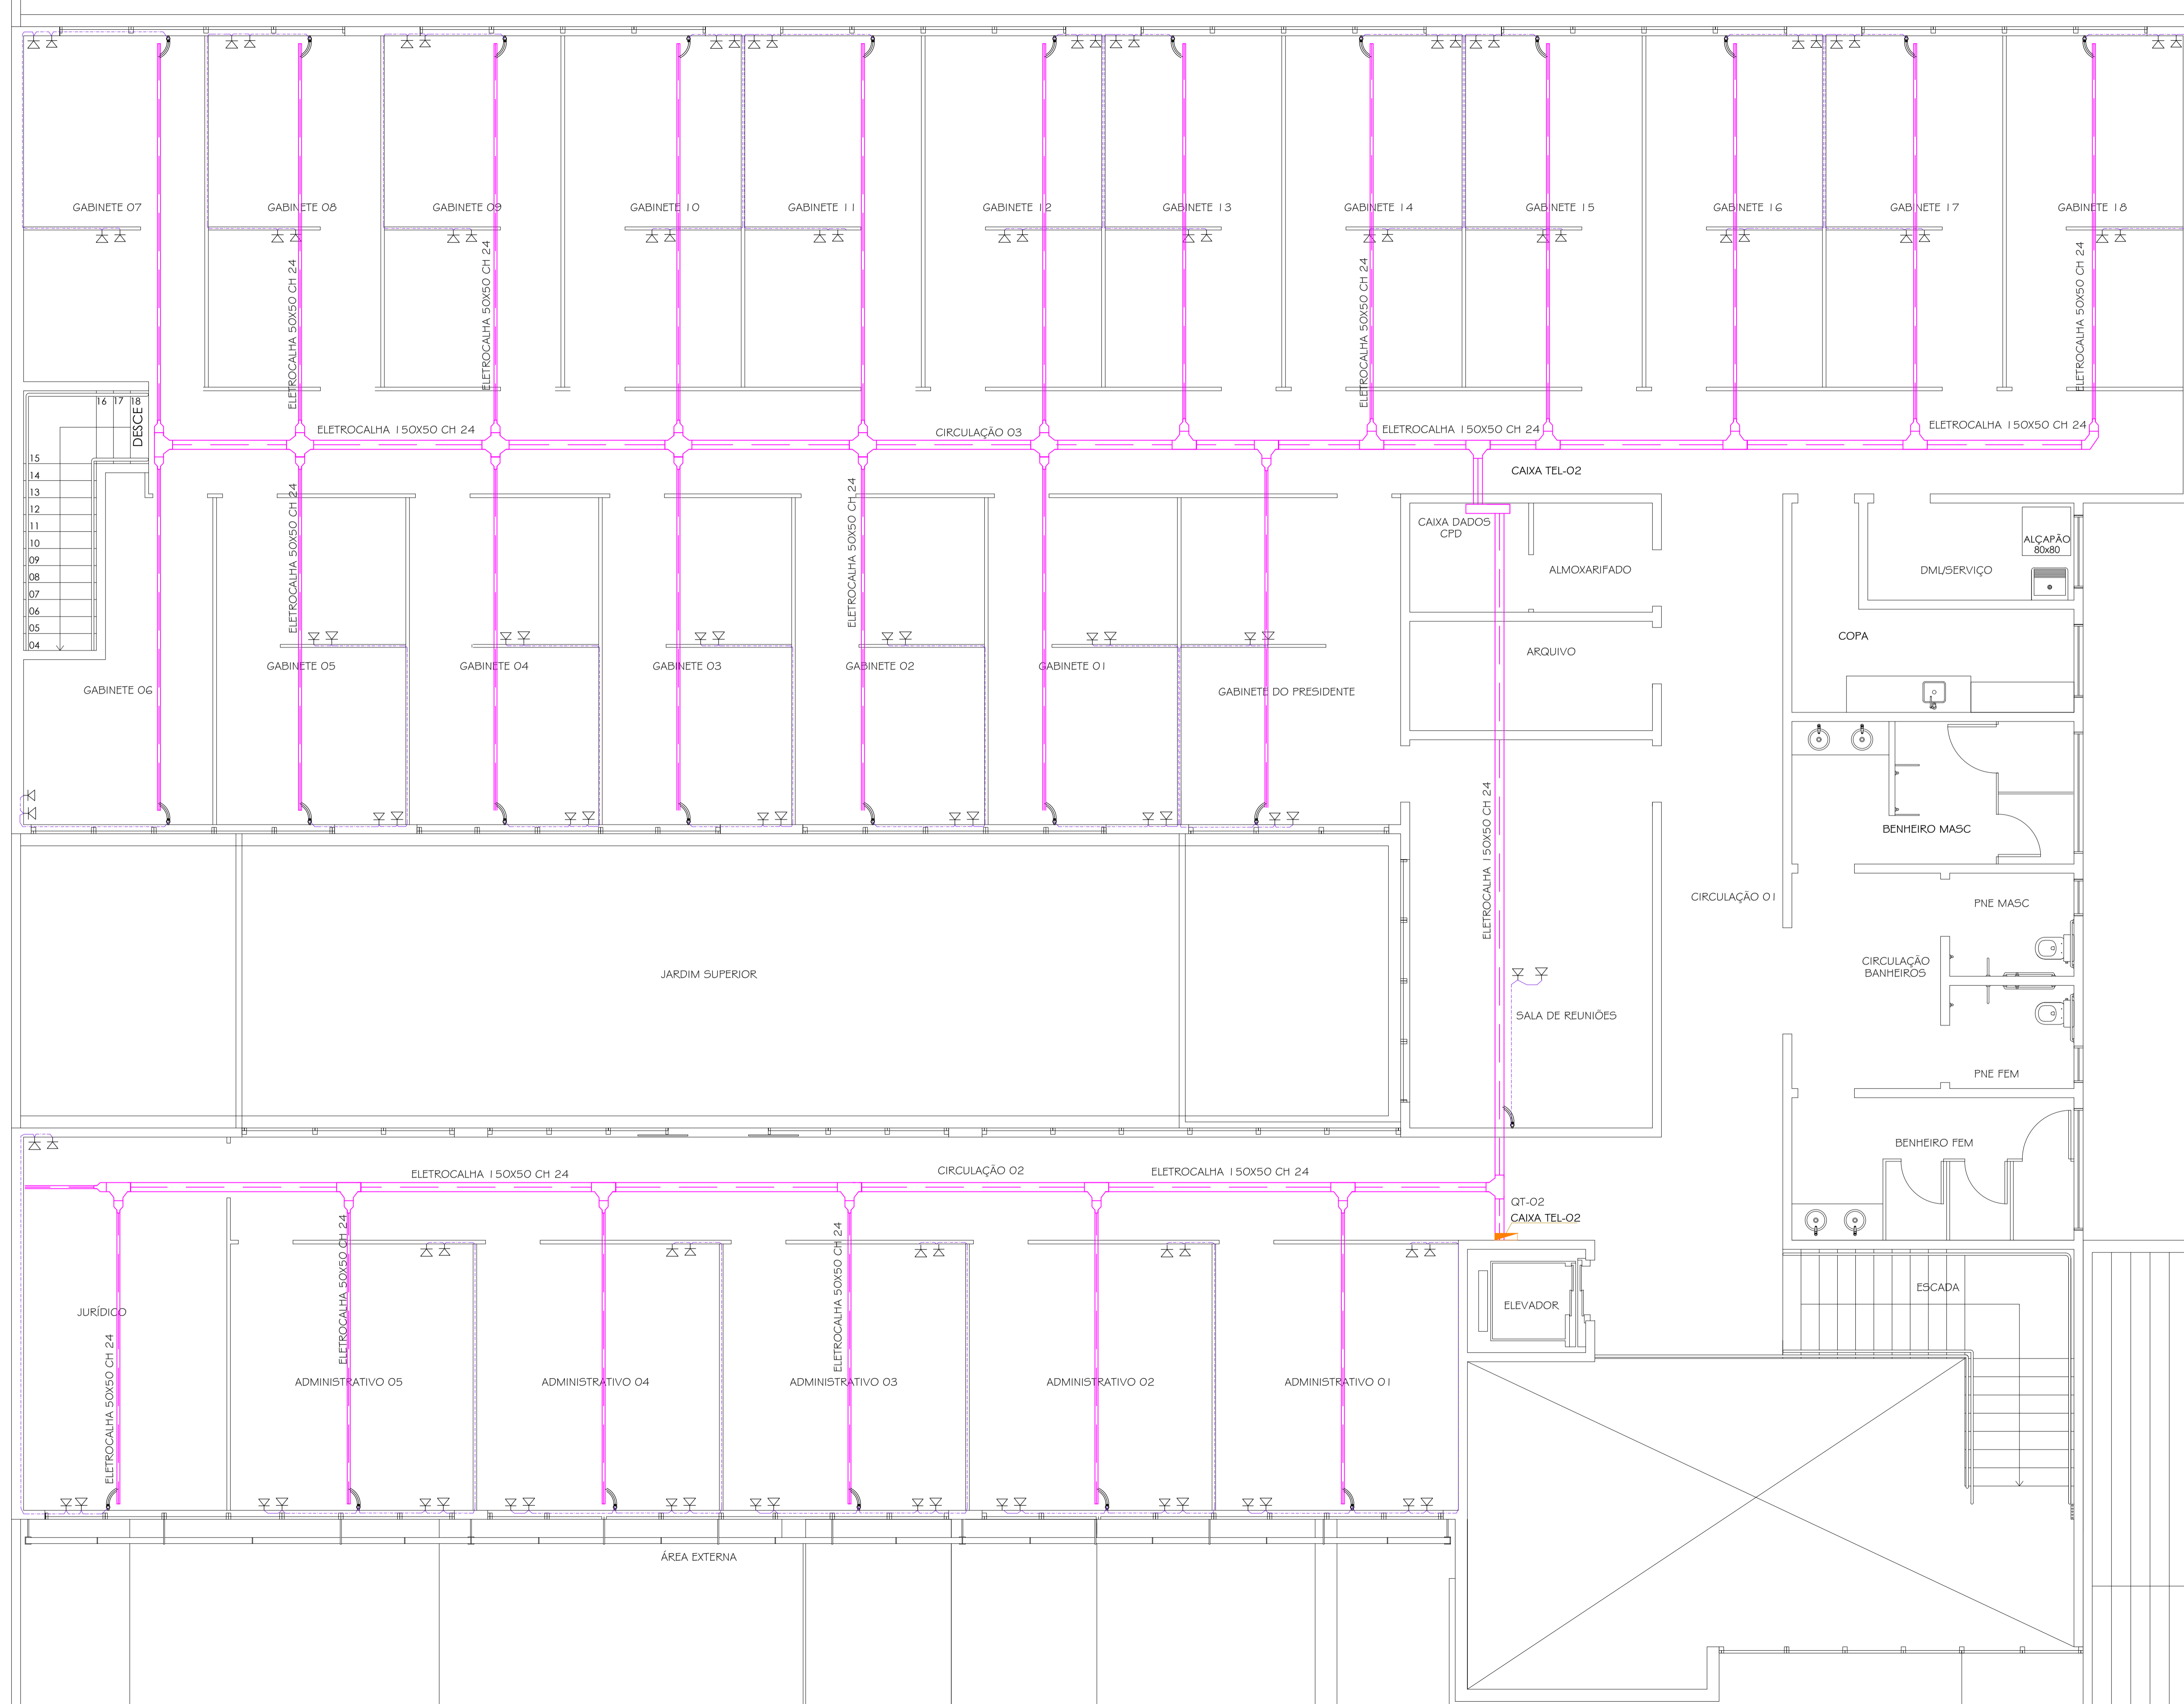 GABINETE 07
GABINETE 08
GABINETE 09
GABINETE 10
GABINETE 11
GABINETE 12
GABINETE 13
GABINETE 14
GABINETE 15
GABINETE 16
GABINETE 17
GABINETE 18
ELETROCALHA 50X50 CH 24
ELETROCALHA 50X50 CH 24
ELETROCALHA 50X50 CH 24
ELETROCALHA 50X50 CH 24
16
17
18
DESCE
ELETROCALHA 150X50 CH 24
CIRCULAÇÃO 03
ELETROCALHA 150X50 CH 24
ELETROCALHA 150X50 CH 24
15
14
13
12
11
10
09
08
07
06
05
04
ELETROCALHA 50X50 CH 24
ELETROCALHA 50X50 CH 24
CAIXA TEL-02
CAIXA DADOS
CPD
ALMOXARIFADO
ALÇAPÃO
80x80
DML/SERVIÇO
COPA
ARQUIVO
GABINETE 06
GABINETE 05
GABINETE 04
GABINETE 03
GABINETE 02
GABINETE 01
GABINETE DO PRESIDENTE
ELETROCALHA 150X50 CH 24
BENHEIRO MASC
CIRCULAÇÃO 01
PNE MASC
CIRCULAÇÃO
BANHEIROS
JARDIM SUPERIOR
SALA DE REUNIÕES
PNE FEM
BENHEIRO FEM
ELETROCALHA 150X50 CH 24
CIRCULAÇÃO 02
ELETROCALHA 150X50 CH 24
QT-02
CAIXA TEL-02
ELETROCALHA 50X50 CH 24
ELETROCALHA 50X50 CH 24
ELETROCALHA 50X50 CH 24
JURÍDICO
ELEVADOR
ESCADA
ADMINISTRATIVO 05
ADMINISTRATIVO 04
ADMINISTRATIVO 03
ADMINISTRATIVO 02
ADMINISTRATIVO 01
ÁREA EXTERNA